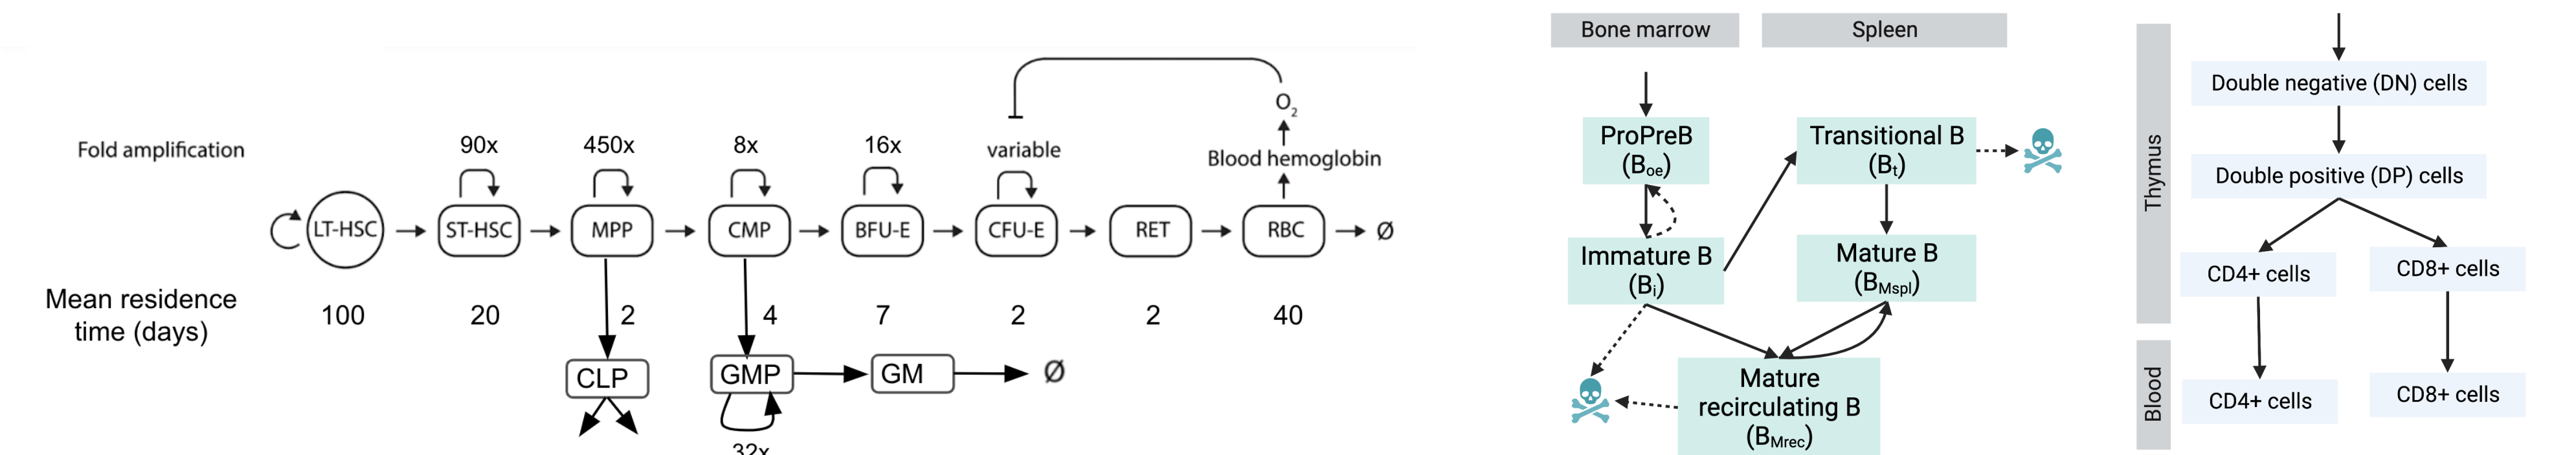 Fold amplification
90x
450x
8x
16x
variable
O2
Blood hemoglobin
LT-HSC
ST-HSC
MPP
CMP
BFU-E
CFU-E
RET
RBC
Ø
Mean residence
time (days)
100
20
2
4
7
2
2
40
CLP
GMP
GM
Ø
32x
Bone marrow
Spleen
ProPreB
(Boe)
Transitional B
(Bt)
Immature B
(Bi)
Mature B
(BMspl)
Mature
recirculating B
(BMrec)
Thymus
Blood
Double negative (DN) cells
Double positive (DP) cells
CD4+ cells
CD8+ cells
CD4+ cells
CD8+ cells